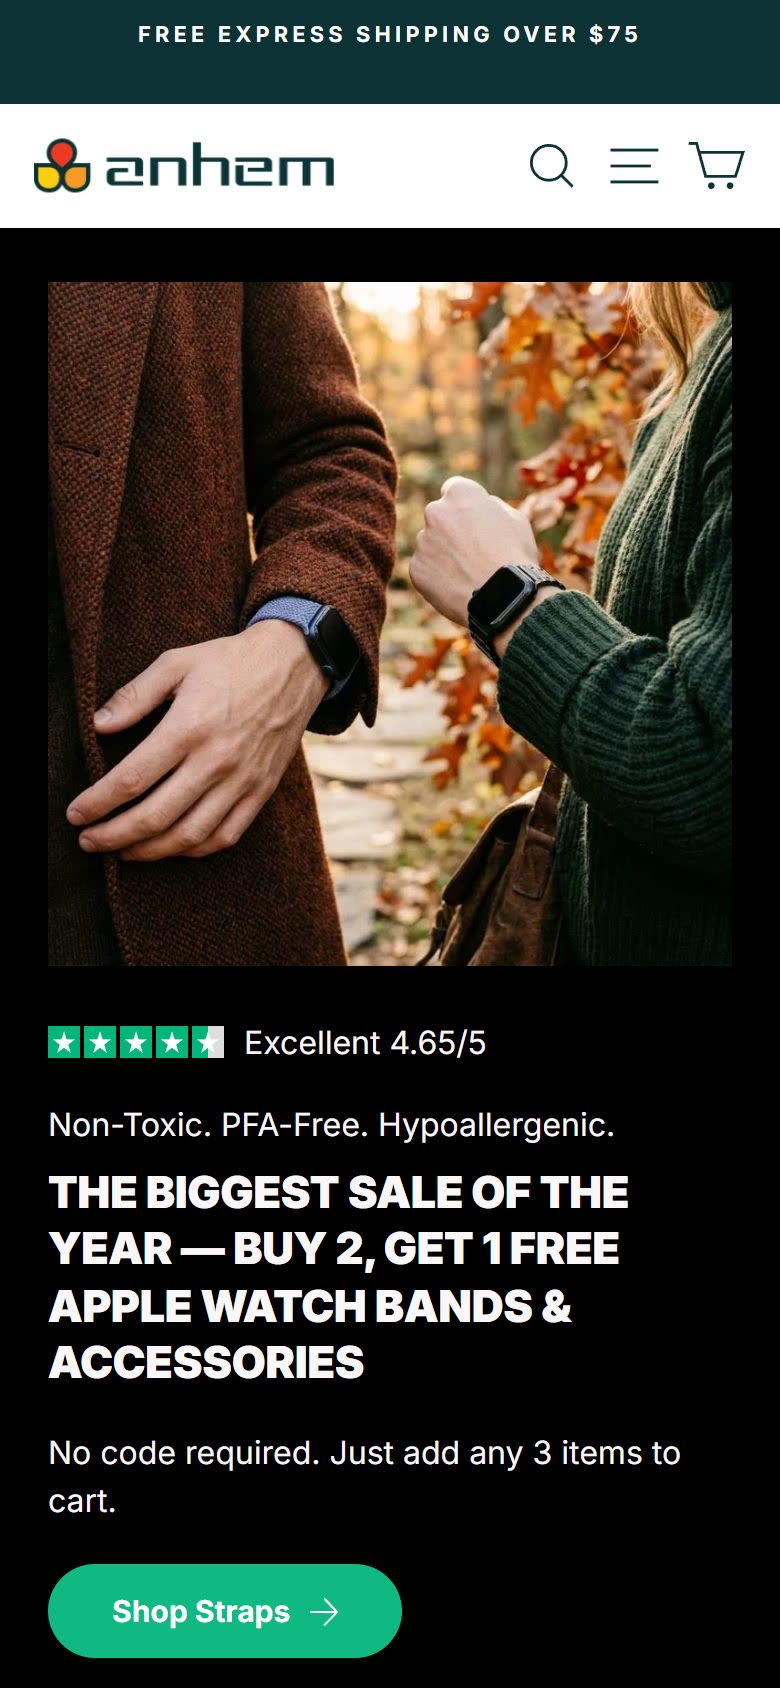 FREE EXPRESS SHIPPING OVER $75
anhem
Excellent 4.65/5
Non-Toxic. PFA-Free. Hypoallergenic.
THE BIGGEST SALE OF THE
YEAR — BUY 2, GET 1 FREE
APPLE WATCH BANDS &
ACCESSORIES
No code required. Just add any 3 items to
cart.
Shop Straps →